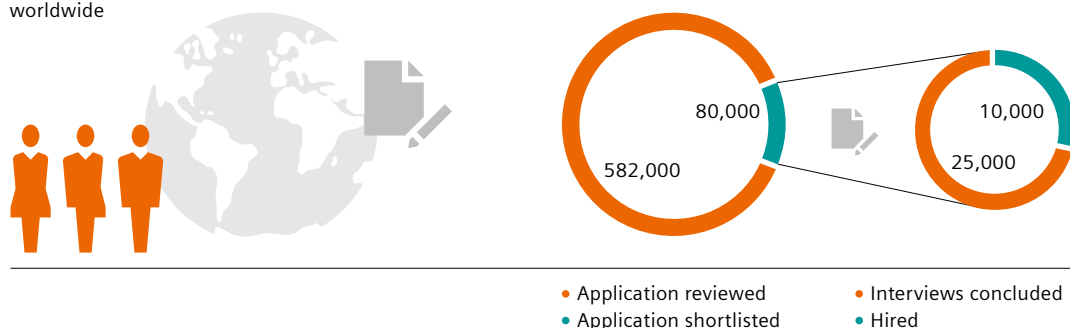 worldwide
80,000
582,000
10,000
25,000
• Application reviewed
• Application shortlisted
• Interviews concluded
• Hired